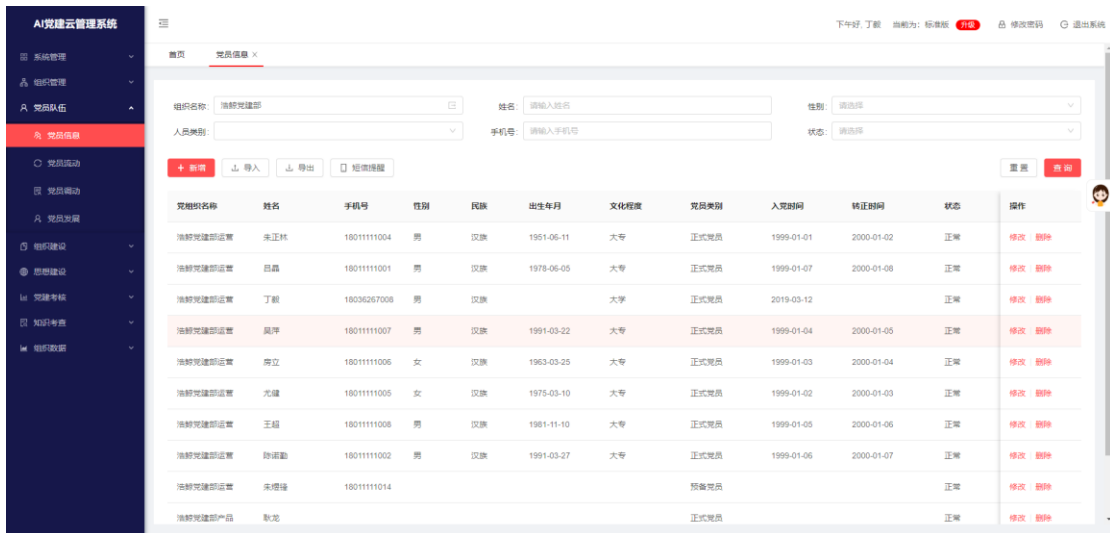 AI党建云管理系统
下午好, 丁毅 当前为：标准版 升级 修改密码 退出系统
系统管理
组织管理
党员队伍
党员信息
党员流动
党员调动
党员发展
组织建设
思想建设
党建考核
知识考查
组织数据
首页 党员信息 ×
组织名称: 浩鲸党建部 姓名: 请输入姓名 性别: 请选择
人员类别: 手机号: 请输入手机号 状态: 请选择
+ 新增 导入 导出 短信提醒 重置 查询
党组织名称 姓名 手机号 性别 民族 出生年月 文化程度 党员类别 入党时间 转正时间 状态 操作
浩鲸党建部运营 朱正林 18011111004 男 汉族 1951-06-11 大专 正式党员 1999-01-01 2000-01-02 正常 修改 删除
浩鲸党建部运营 吕磊 18011111001 男 汉族 1978-06-05 大专 正式党员 1999-01-07 2000-01-08 正常 修改 删除
浩鲸党建部运营 丁毅 18036267008 男 汉族 大学 正式党员 2019-03-12 正常 修改 删除
浩鲸党建部运营 吴萍 18011111007 男 汉族 1991-03-22 大专 正式党员 1999-01-04 2000-01-05 正常 修改 删除
浩鲸党建部运营 房立 18011111006 女 汉族 1963-03-25 大专 正式党员 1999-01-03 2000-01-04 正常 修改 删除
浩鲸党建部运营 尤健 18011111005 女 汉族 1975-03-10 大专 正式党员 1999-01-02 2000-01-03 正常 修改 删除
浩鲸党建部运营 王超 18011111008 男 汉族 1981-11-10 大专 正式党员 1999-01-05 2000-01-06 正常 修改 删除
浩鲸党建部运营 陈诺勤 18011111002 男 汉族 1991-03-27 大专 正式党员 1999-01-06 2000-01-07 正常 修改 删除
浩鲸党建部运营 朱煜锋 18011111014 预备党员 正常 修改 删除
浩鲸党建部产品 耿龙 正式党员 正常 修改 删除